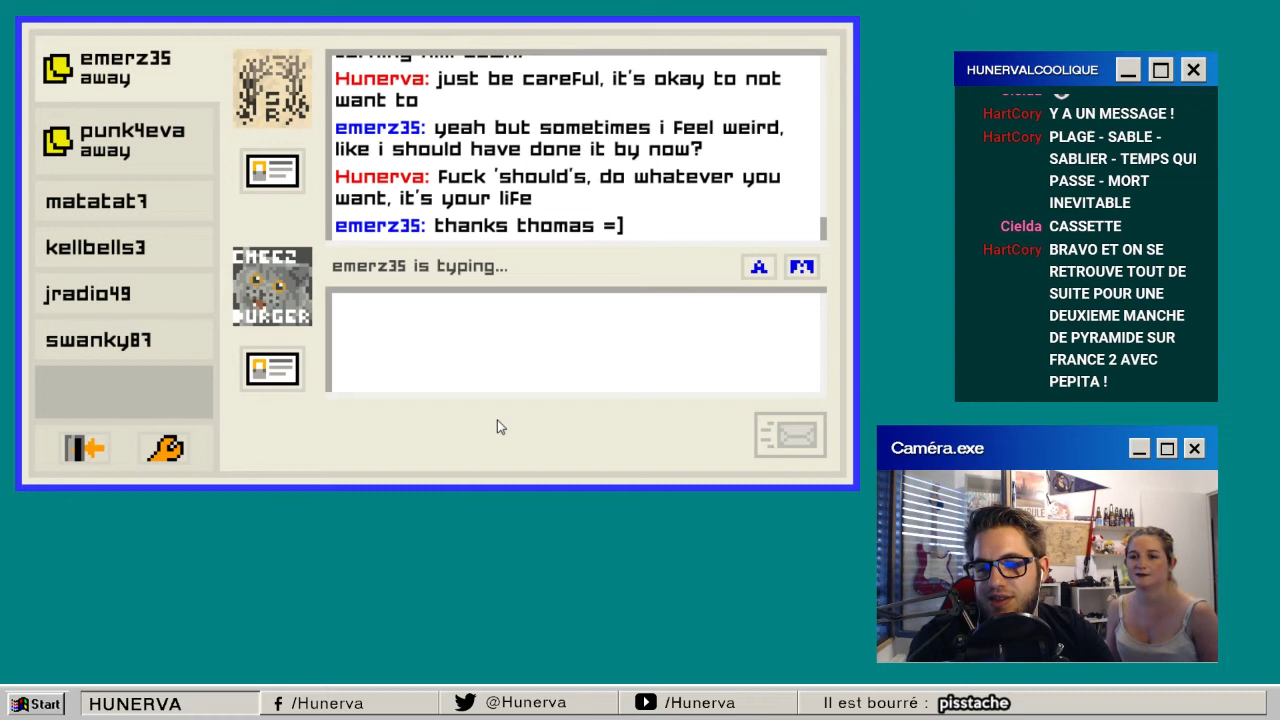 emerz35
away
punk4eva
away
matatat7
kellbells3
jradio49
swanky87
CHEEZ
BURGER
Hunerva: just be careful, it's okay to not
want to
emerz35: yeah but sometimes i feel weird,
like i should have done it by now?
Hunerva: Fuck 'should's, do whatever you
want, it's your life
emerz35: thanks thomas =]
emerz35 is typing...
A
HUNERVALCOOLIQUE
HartCory Y A UN MESSAGE !
HartCory PLAGE - SABLE -
SABLIER - TEMPS QUI
PASSE - MORT
INEVITABLE
Cielda CASSETTE
HartCory BRAVO ET ON SE
RETROUVE TOUT DE
SUITE POUR UNE
DEUXIEME MANCHE
DE PYRAMIDE SUR
FRANCE 2 AVEC
PEPITA !
Caméra.exe
Start
HUNERVA
/Hunerva
@Hunerva
/Hunerva
Il est bourré : pisstache